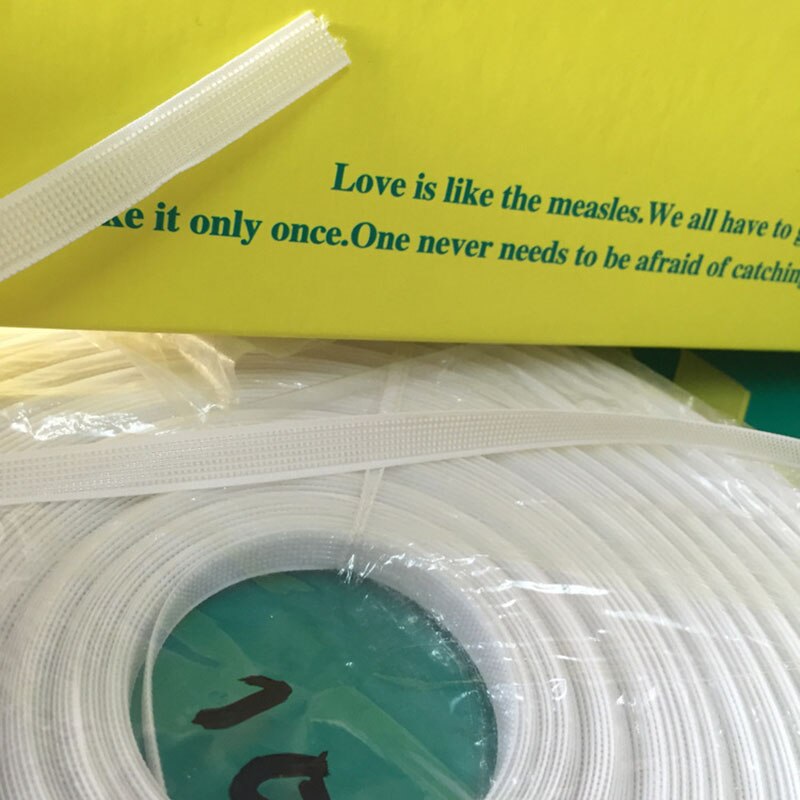 Love is like the measles.We all have to
it only once.One never needs to be afraid of catching